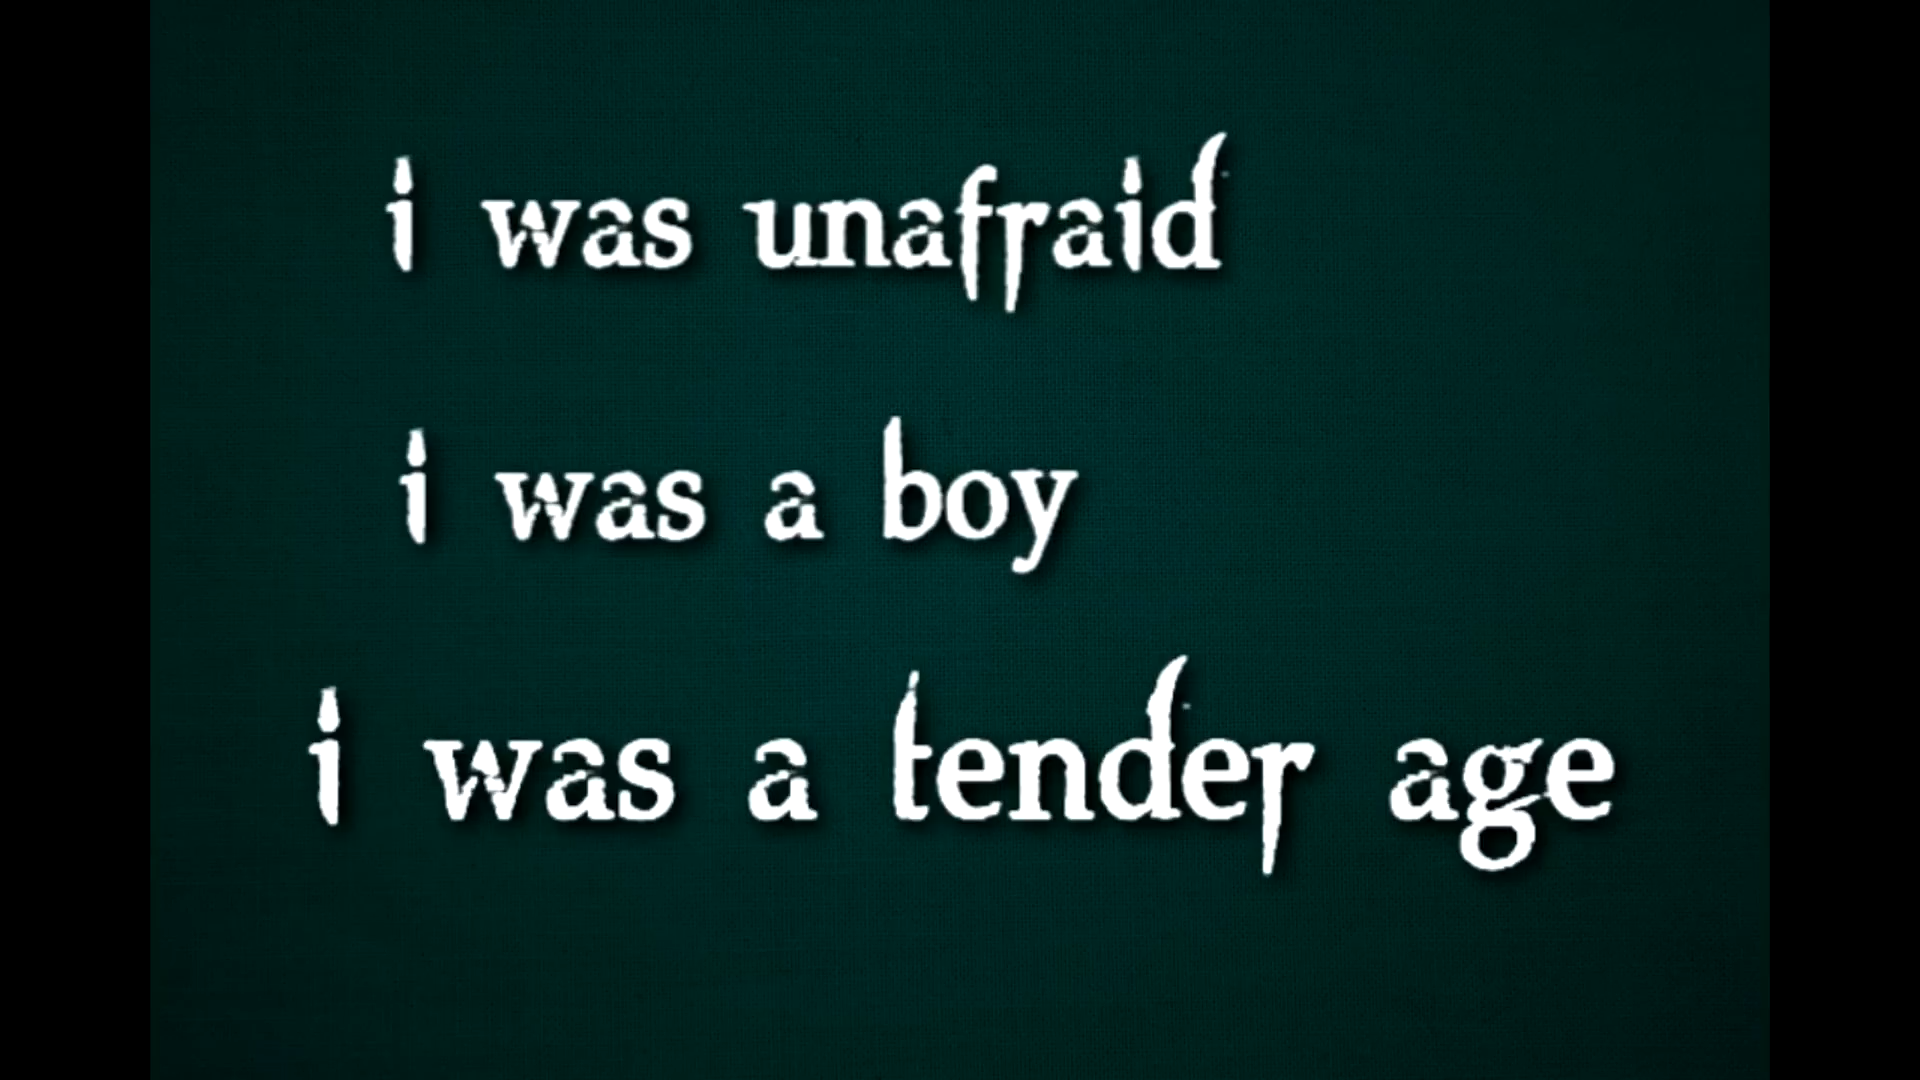 i was unafraid
i was a boy
i was a tender age